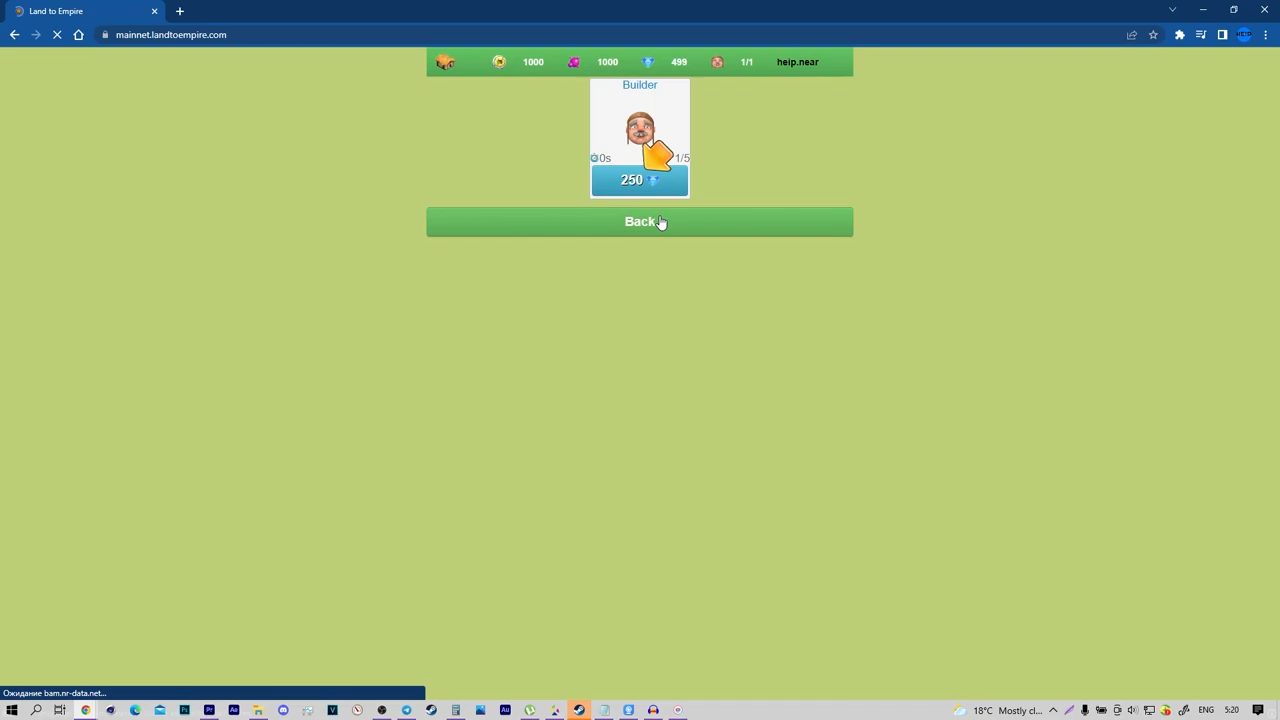 Land to Empire
mainnet.landtoempire.com
1000 1000 499 1/1 heip.near
Builder
0s 1/5
250
Back
Ожидание bam.nr-data.net...
18°C Mostly cl... ENG 5:20